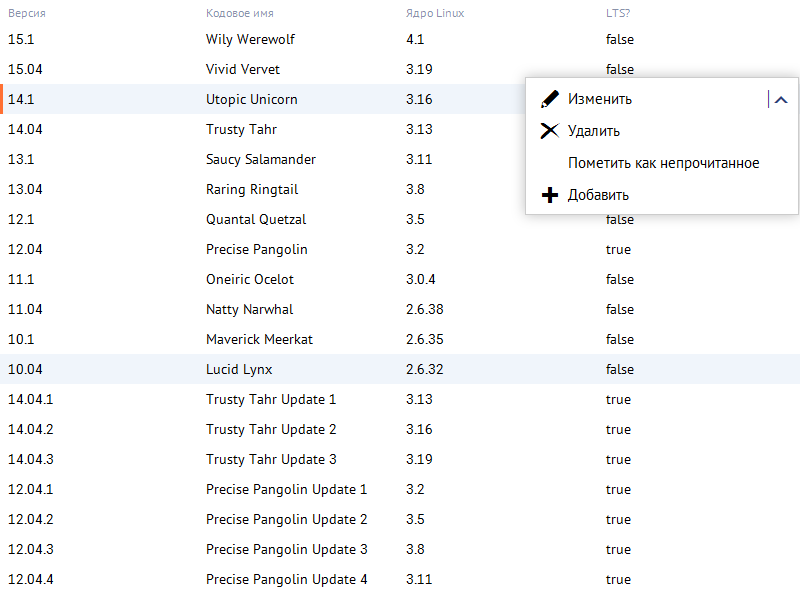 Версия Кодовое имя Ядро Linux LTS?
15.1 Wily Werewolf 4.1 false
15.04 Vivid Vervet 3.19 false
14.1 Utopic Unicorn 3.16 Изменить
14.04 Trusty Tahr 3.13 Удалить
13.1 Saucy Salamander 3.11 Пометить как непрочитанное
13.04 Raring Ringtail 3.8 Добавить
12.1 Quantal Quetzal 3.5 false
12.04 Precise Pangolin 3.2 true
11.1 Oneiric Ocelot 3.0.4 false
11.04 Natty Narwhal 2.6.38 false
10.1 Maverick Meerkat 2.6.35 false
10.04 Lucid Lynx 2.6.32 false
14.04.1 Trusty Tahr Update 1 3.13 true
14.04.2 Trusty Tahr Update 2 3.16 true
14.04.3 Trusty Tahr Update 3 3.19 true
12.04.1 Precise Pangolin Update 1 3.2 true
12.04.2 Precise Pangolin Update 2 3.5 true
12.04.3 Precise Pangolin Update 3 3.8 true
12.04.4 Precise Pangolin Update 4 3.11 true